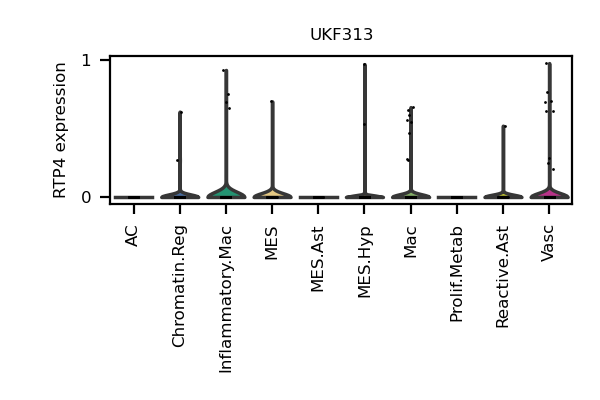 UKF313
RTP4 expression
1
0
AC
Chromatin.Reg
Inflammatory.Mac
MES
MES.Ast
MES.Hyp
Mac
Prolif.Metab
Reactive.Ast
Vasc